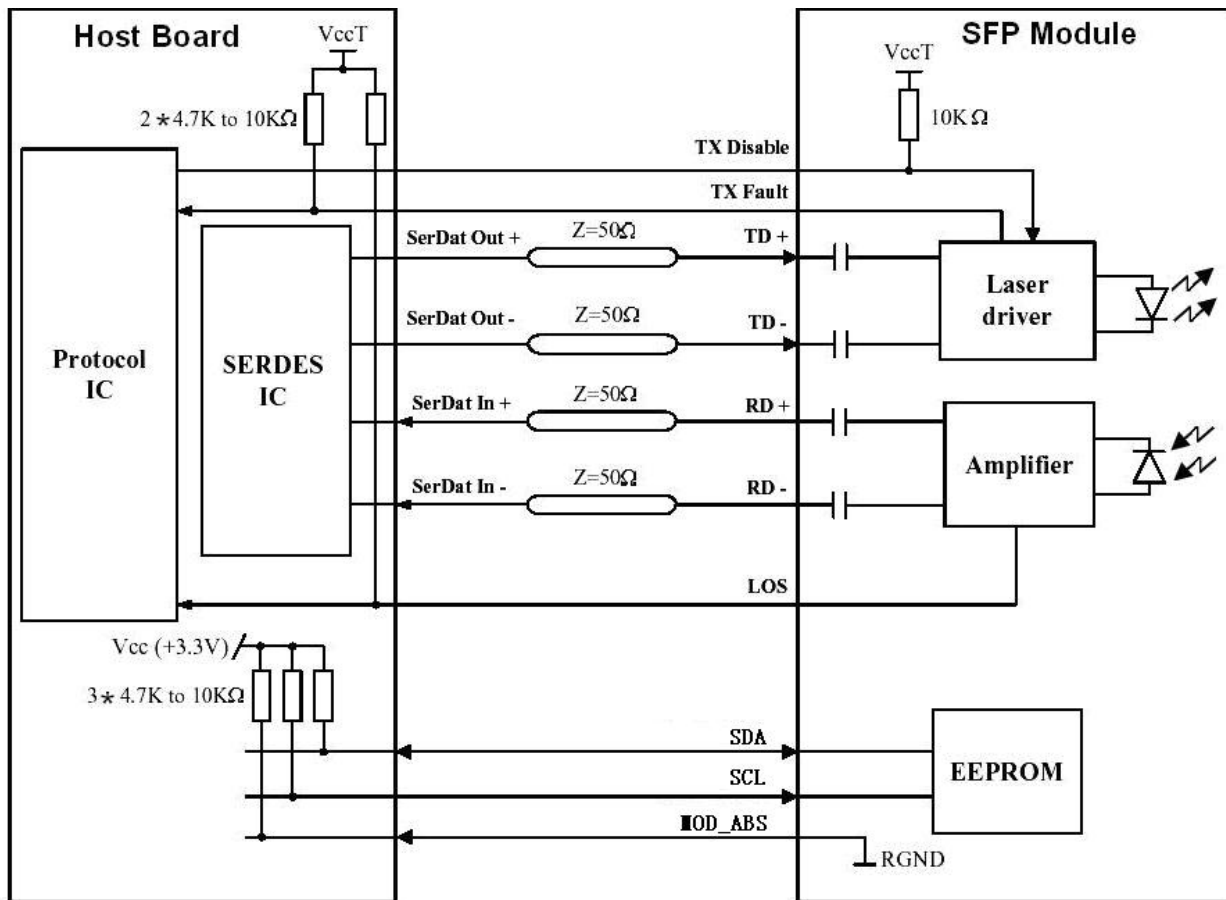 Host Board
SFP Module
VccT
VccT
2*4.7K to 10KΩ
10KΩ
TX Disable
TX Fault
SerDat Out +
Z=50Ω
TD +
Laser
driver
SerDat Out -
Z=50Ω
TD -
Protocol
IC
SERDES
IC
SerDat In +
Z=50Ω
RD +
Amplifier
SerDat In -
Z=50Ω
RD -
LOS
Vcc (+3.3V)
3* 4.7K to 10KΩ
SDA
SCL
EEPROM
MOD_ABS
RGND